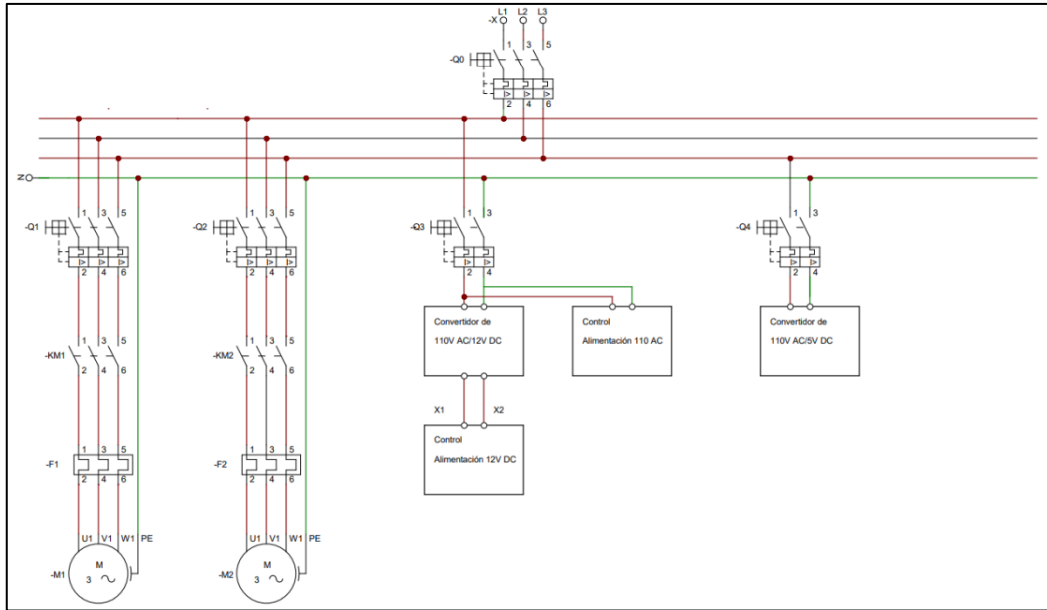 L1 L2 L3
-X
1 3 5
-Q0
2 4 6
N
1 3 5
-Q1
2 4 6
1 3 5
-Q2
2 4 6
1 3
-Q3
2 4
1 3
-Q4
2 4
Convertidor de
110V AC/12V DC
Control
Alimentación 110 AC
Convertidor de
110V AC/5V DC
1 3 5
-KM1
2 4 6
1 3 5
-KM2
2 4 6
X1 X2
Control
Alimentación 12V DC
1 3 5
-F1
2 4 6
1 3 5
-F2
2 4 6
U1 V1 W1 PE
M
3
-M1
U1 V1 W1 PE
M
3
-M2